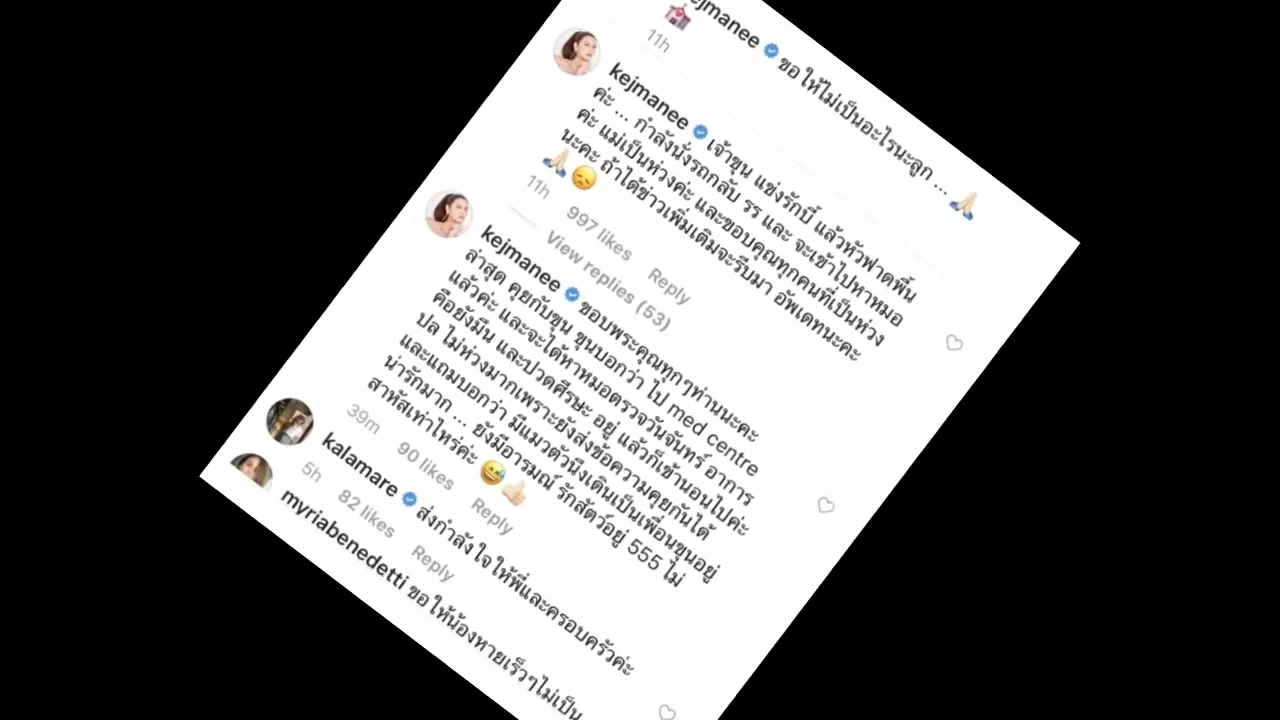 ejmanee ขอให้ไม่เป็นอะไรนะลูก ... 🙏🏻
11h
kejmanee เจ้าขุน แข่งรักบี้ แล้วหัวฟาดพื้น
ค่ะ ... กำลังนั่งรถกลับ รร และ จะเข้าไปหาหมอ
ค่ะ แม่เป็นห่วงค่ะ และขอบคุณทุกคนที่เป็นห่วง
นะคะ ถ้าได้ข่าวเพิ่มเติมจะรีบมา อัพเดทนะคะ
🙏🏻😞
11h 997 likes Reply
View replies (53)
kejmanee ขอบพระคุณทุกๆท่านนะคะ
ล่าสุด คุยกับขุน ขุนบอกว่า ไป med centre
แล้วค่ะ และจะได้หาหมอตรวจวันจันทร์ อาการ
คือยังมึน และปวดศีรษะ อยู่ แล้วก็เข้านอนไปค่ะ
ปล ไม่ห่วงมากเพราะยังส่งข้อความคุยกันได้
และแถมบอกว่า มีแมวตัวนึงเดินเป็นเพื่อนขุนอยู่
น่ารักมาก ... ยังมีอารมณ์ รักสัตว์อยู่ 555 ไม่
สาหัสเท่าไหร่ค่ะ 😅👍🏻
39m 90 likes Reply
kalamare ส่งกำลังใจให้พี่และครอบครัวค่ะ
5h 82 likes Reply
myriabenedetti ขอให้น้องหายเร็วๆไม่เป็น